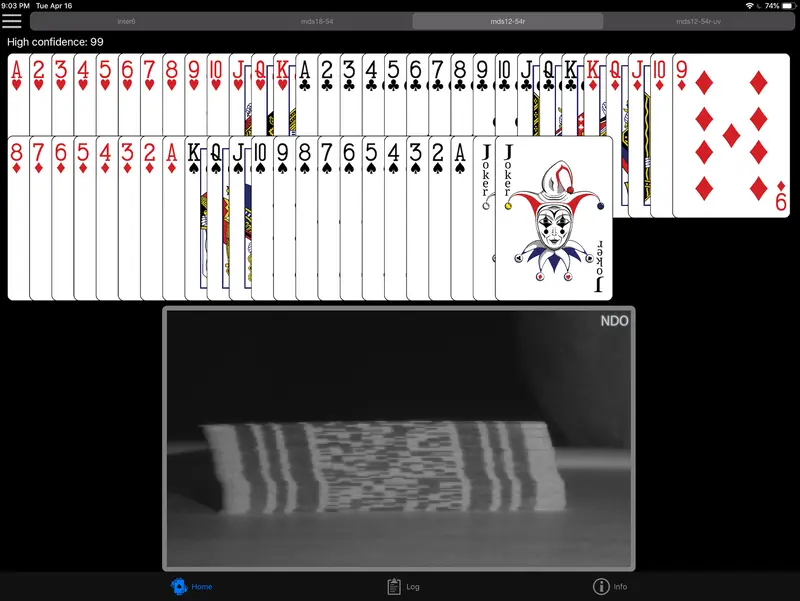 9:03 PM Tue Apr 16 74%
inter6 mds18-54 mds12-54r mds12-54r-uv
High confidence: 99
A 2 3 4 5 6 7 8 9 10 J Q K A 2 3 4 5 6 7 8 9 10 J Q K K Q J 10 9
6
8 7 6 5 4 3 2 A K Q J 10 9 8 7 6 5 4 3 2 A Joker Joker
Joker
NDO
Home Log Info